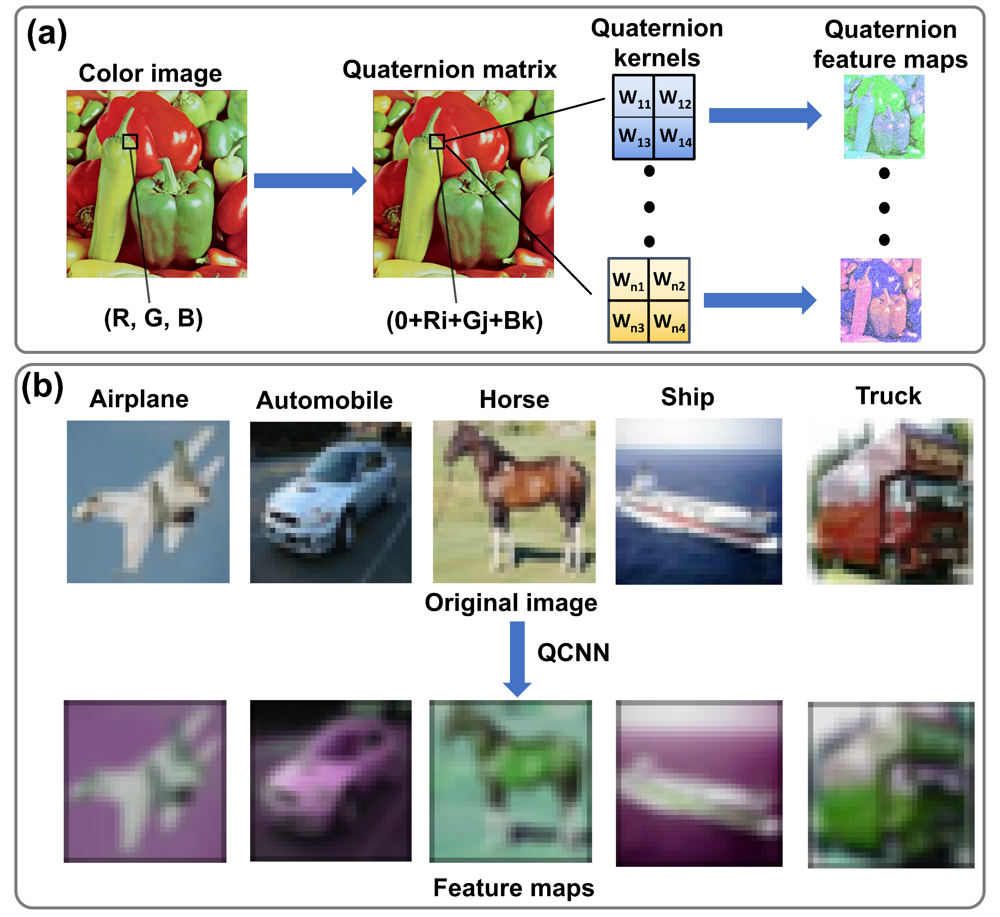 (a)
Color image
Quaternion matrix
Quaternion
kernels
Quaternion
feature maps
W11 W12
W13 W14
Wn1 Wn2
Wn3 Wn4
(R, G, B)
(0+Ri+Gj+Bk)
(b)
Airplane
Automobile
Horse
Ship
Truck
Original image
QCNN
Feature maps